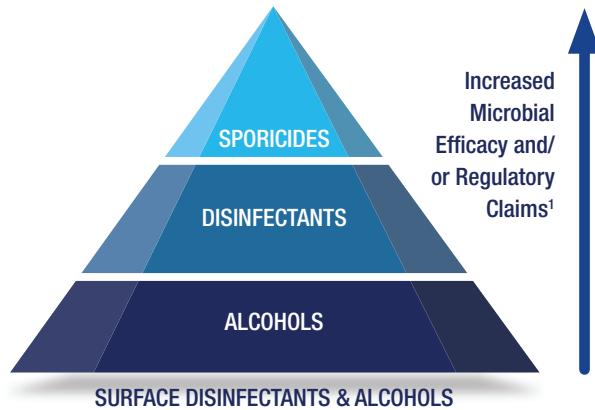 SPORICIDES
DISINFECTANTS
ALCOHOLS
SURFACE DISINFECTANTS & ALCOHOLS
Increased
Microbial
Efficacy and/
or Regulatory
Claims¹